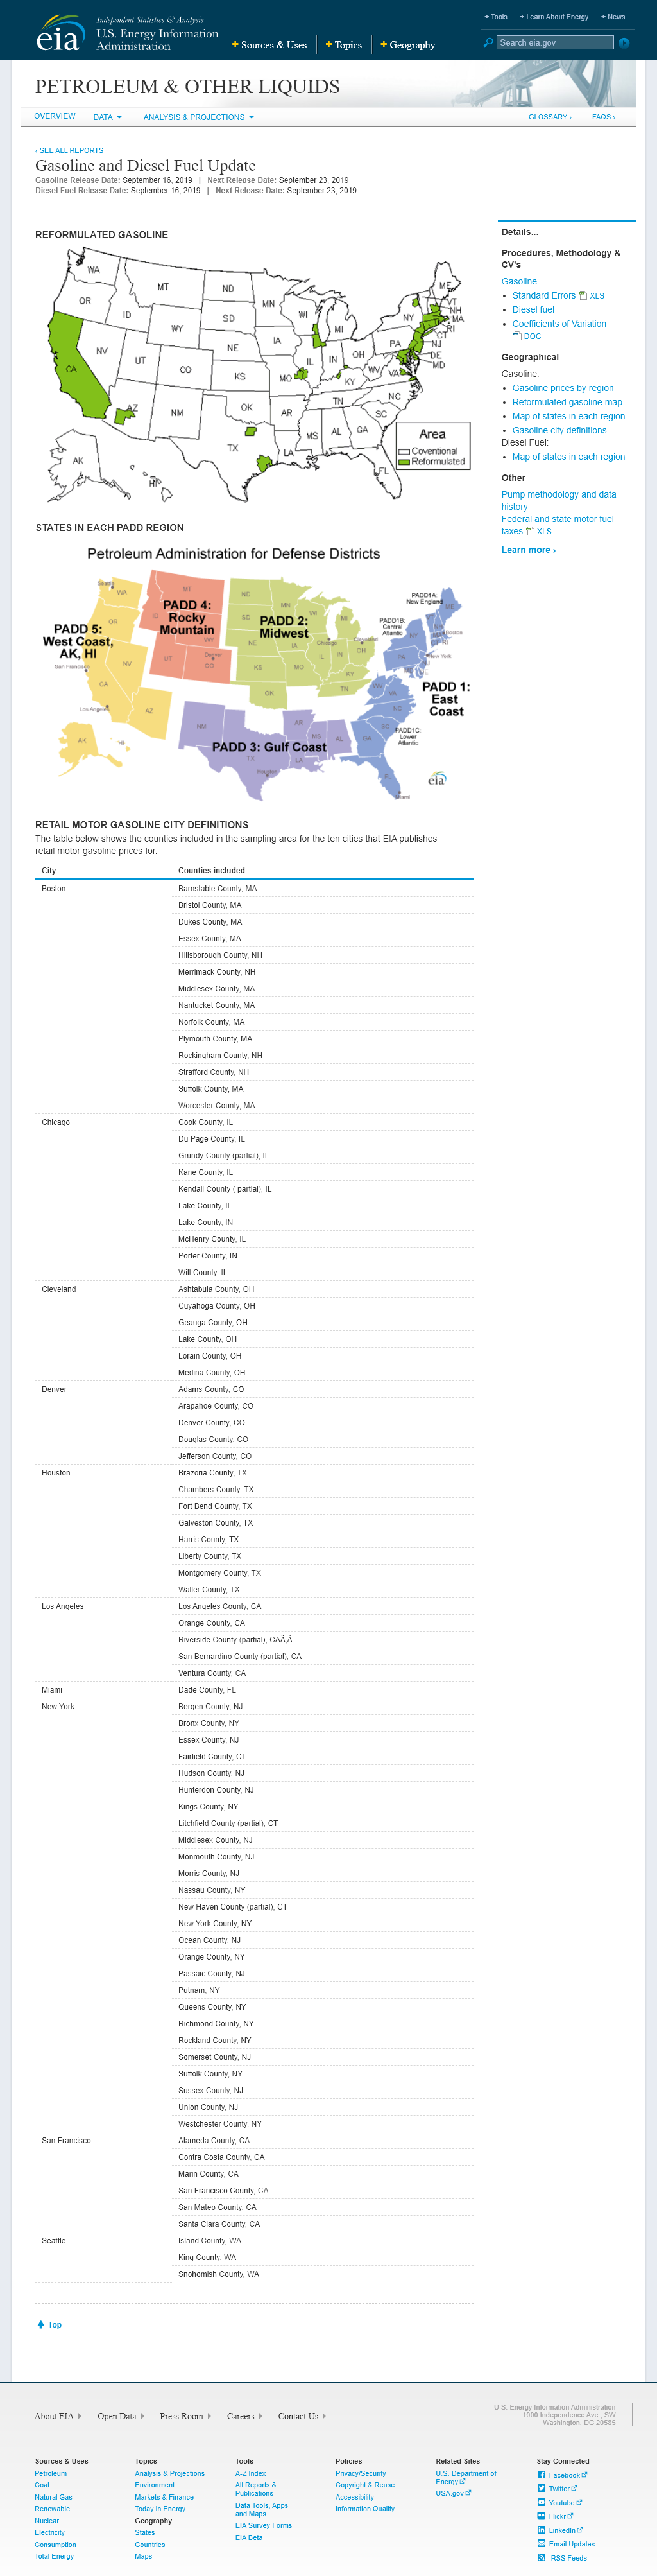 eia
Independent Statistics & Analysis
U.S. Energy Information
Administration
+ Sources & Uses
+ Topics
+ Geography
+ Tools
+ Learn About Energy
+ News
Search eia.gov
PETROLEUM & OTHER LIQUIDS
OVERVIEW
DATA
ANALYSIS & PROJECTIONS
GLOSSARY ›
FAQS ›
‹ SEE ALL REPORTS
Gasoline and Diesel Fuel Update
Gasoline Release Date: September 16, 2019 | Next Release Date: September 23, 2019
Diesel Fuel Release Date: September 16, 2019 | Next Release Date: September 23, 2019
REFORMULATED GASOLINE
WA
MT
ND
MN
OR
ID
SD
WI
MI
WY
NV
UT
NE
IA
IL
IN
OH
PA
CO
KS
MO
KY
WV
VA
CA
AZ
NM
OK
AR
TN
NC
SC
TX
LA
MS
AL
GA
FL
NY
ME
VT
NH
MA
RI
CT
NJ
DE
MD
AK
HI
Area
Coventional
Reformulated
STATES IN EACH PADD REGION
Petroleum Administration for Defense Districts
PADD 5:
West Coast,
AK, HI
PADD 4:
Rocky
Mountain
PADD 2:
Midwest
PADD 3: Gulf Coast
PADD 1:
East
Coast
PADD1A:
New England
PADD1B:
Central
Atlantic
PADD1C:
Lower
Atlantic
Seattle
WA
OR
NV
CA
AZ
AK
HI
Los Angeles
MT
UT
Denver
CO
ND
SD
NE
KS
OK
MN
WI
MI
IL
Chicago
MO
KY
TN
NM
TX
Houston
AR
LA
MS
AL
GA
FL
SC
NC
VA
PA
Boston
New York
Miami
eia
RETAIL MOTOR GASOLINE CITY DEFINITIONS
The table below shows the counties included in the sampling area for the ten cities that EIA publishes
retail motor gasoline prices for.
City Counties included
Boston Barnstable County, MA
Bristol County, MA
Dukes County, MA
Essex County, MA
Hillsborough County, NH
Merrimack County, NH
Middlesex County, MA
Nantucket County, MA
Norfolk County, MA
Plymouth County, MA
Rockingham County, NH
Strafford County, NH
Suffolk County, MA
Worcester County, MA
Chicago Cook County, IL
Du Page County, IL
Grundy County (partial), IL
Kane County, IL
Kendall County ( partial), IL
Lake County, IL
Lake County, IN
McHenry County, IL
Porter County, IN
Will County, IL
Cleveland Ashtabula County, OH
Cuyahoga County, OH
Geauga County, OH
Lake County, OH
Lorain County, OH
Medina County, OH
Denver Adams County, CO
Arapahoe County, CO
Denver County, CO
Douglas County, CO
Jefferson County, CO
Houston Brazoria County, TX
Chambers County, TX
Fort Bend County, TX
Galveston County, TX
Harris County, TX
Liberty County, TX
Montgomery County, TX
Waller County, TX
Los Angeles Los Angeles County, CA
Orange County, CA
Riverside County (partial), CAÃ,Â
San Bernardino County (partial), CA
Ventura County, CA
Miami Dade County, FL
New York Bergen County, NJ
Bronx County, NY
Essex County, NJ
Fairfield County, CT
Hudson County, NJ
Hunterdon County, NJ
Kings County, NY
Litchfield County (partial), CT
Middlesex County, NJ
Monmouth County, NJ
Morris County, NJ
Nassau County, NY
New Haven County (partial), CT
New York County, NY
Ocean County, NJ
Orange County, NY
Passaic County, NJ
Putnam, NY
Queens County, NY
Richmond County, NY
Rockland County, NY
Somerset County, NJ
Suffolk County, NY
Sussex County, NJ
Union County, NJ
Westchester County, NY
San Francisco Alameda County, CA
Contra Costa County, CA
Marin County, CA
San Francisco County, CA
San Mateo County, CA
Santa Clara County, CA
Seattle Island County, WA
King County, WA
Snohomish County, WA
Top
Details...
Procedures, Methodology &
CV's
Gasoline
• Standard Errors XLS
• Diesel fuel
• Coefficients of Variation
DOC
Geographical
Gasoline:
• Gasoline prices by region
• Reformulated gasoline map
• Map of states in each region
• Gasoline city definitions
Diesel Fuel:
• Map of states in each region
Other
Pump methodology and data
history
Federal and state motor fuel
taxes XLS
Learn more ›
About EIA
Open Data
Press Room
Careers
Contact Us
U.S. Energy Information Administration
1000 Independence Ave., SW
Washington, DC 20585
Sources & Uses
Petroleum
Coal
Natural Gas
Renewable
Nuclear
Electricity
Consumption
Total Energy
Topics
Analysis & Projections
Environment
Markets & Finance
Today in Energy
Geography
States
Countries
Maps
Tools
A-Z Index
All Reports &
Publications
Data Tools, Apps,
and Maps
EIA Survey Forms
EIA Beta
Policies
Privacy/Security
Copyright & Reuse
Accessibility
Information Quality
Related Sites
U.S. Department of
Energy
USA.gov
Stay Connected
Facebook
Twitter
Youtube
Flickr
LinkedIn
Email Updates
RSS Feeds